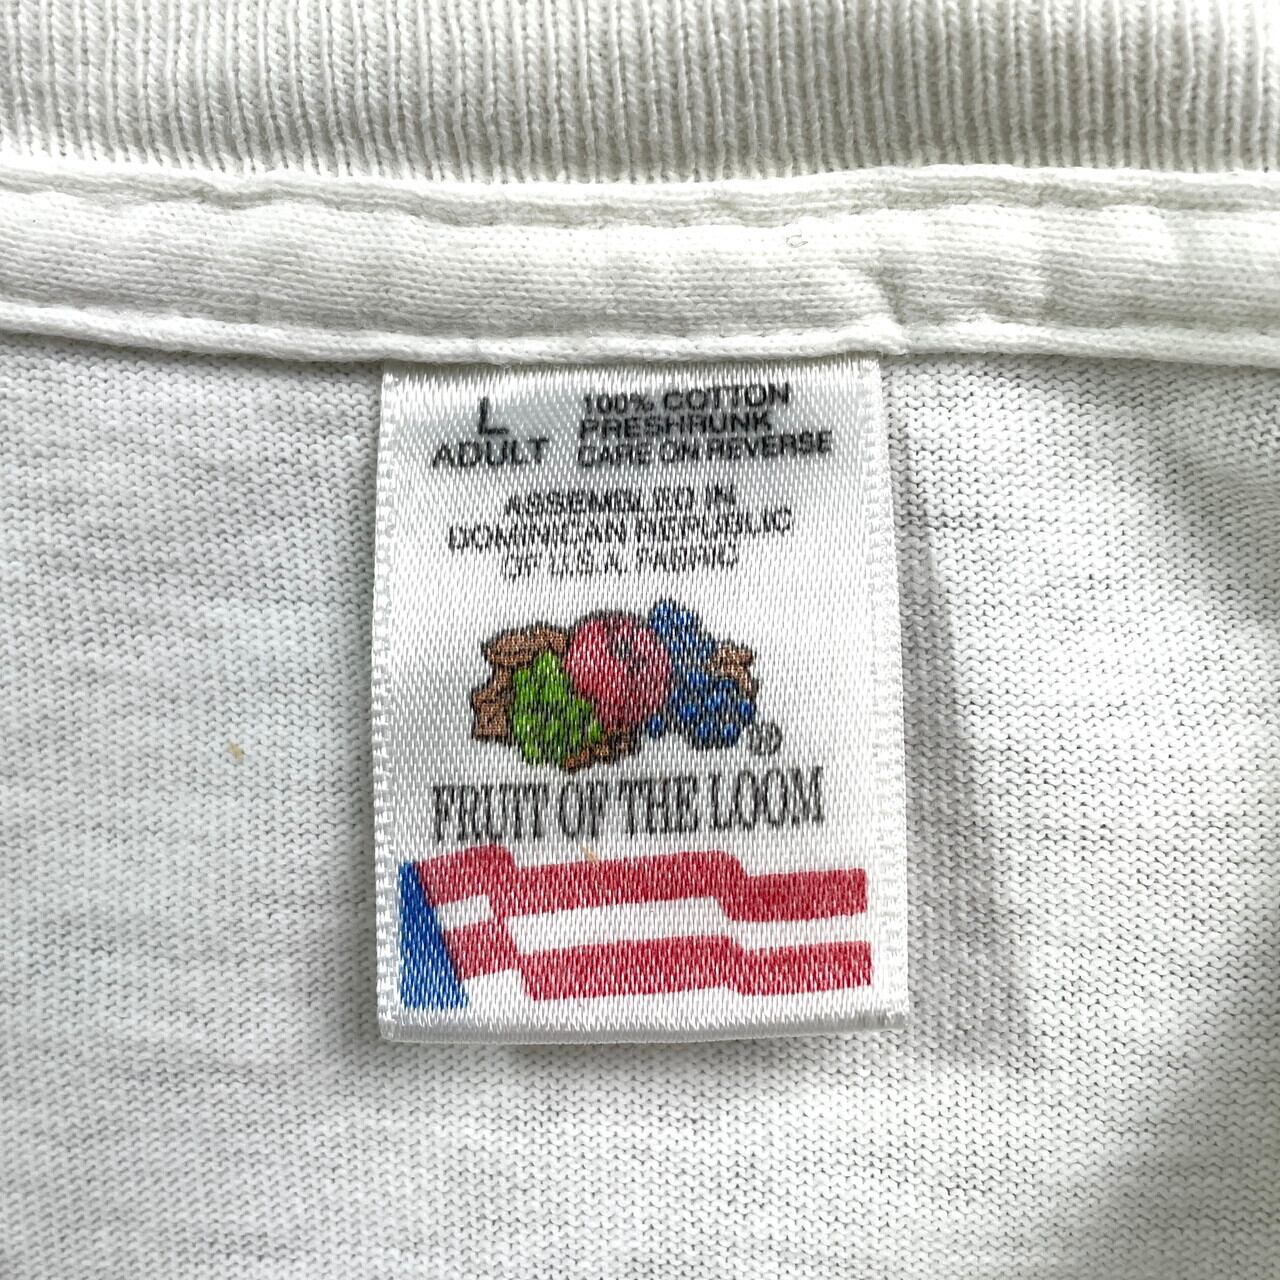 L
ADULT
100% COTTON
PRESHRUNK
CARE ON REVERSE
ASSEMBLED IN
DOMINICAN REPUBLIC
OF U.S.A. FABRIC
®
FRUIT OF THE LOOM